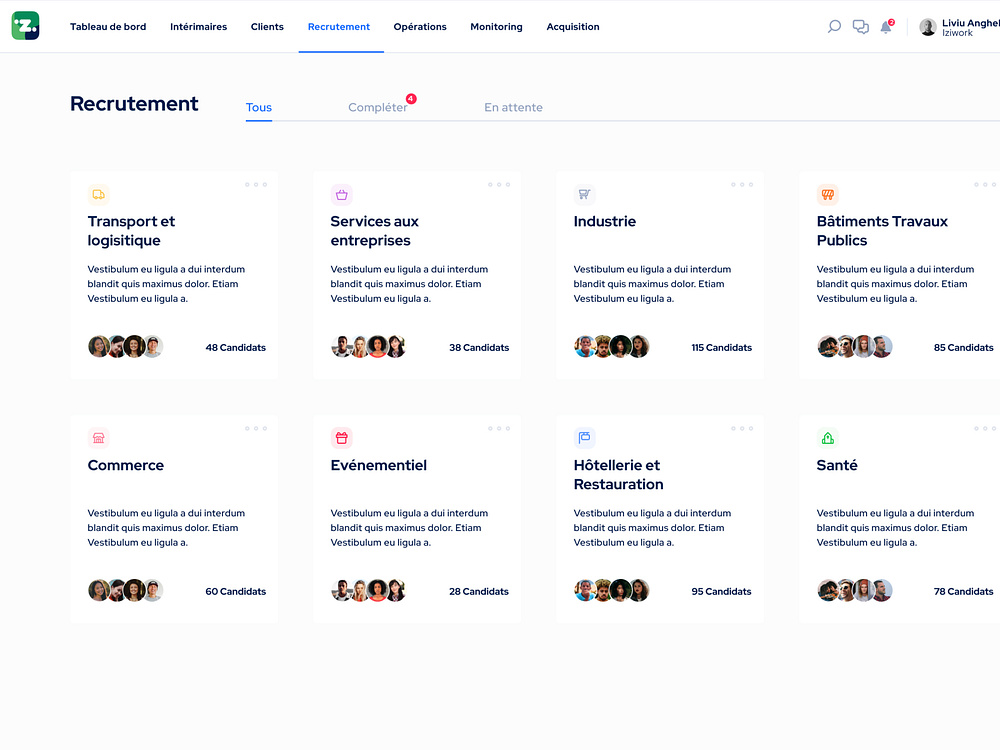 Z.
Tableau de bord
Intérimaires
Clients
Recrutement
Opérations
Monitoring
Acquisition
2
Liviu Anghel
Iziwork
Recrutement
Tous
Compléter
4
En attente
Transport et
logisitique
Vestibulum eu ligula a dui interdum
blandit quis maximus dolor. Etiam
Vestibulum eu ligula a.
48 Candidats
Services aux
entreprises
Vestibulum eu ligula a dui interdum
blandit quis maximus dolor. Etiam
Vestibulum eu ligula a.
38 Candidats
Industrie
Vestibulum eu ligula a dui interdum
blandit quis maximus dolor. Etiam
Vestibulum eu ligula a.
115 Candidats
Bâtiments Travaux
Publics
Vestibulum eu ligula a dui interdum
blandit quis maximus dolor. Etiam
Vestibulum eu ligula a.
85 Candidats
Commerce
Vestibulum eu ligula a dui interdum
blandit quis maximus dolor. Etiam
Vestibulum eu ligula a.
60 Candidats
Evénementiel
Vestibulum eu ligula a dui interdum
blandit quis maximus dolor. Etiam
Vestibulum eu ligula a.
28 Candidats
Hôtellerie et
Restauration
Vestibulum eu ligula a dui interdum
blandit quis maximus dolor. Etiam
Vestibulum eu ligula a.
95 Candidats
Santé
Vestibulum eu ligula a dui interdum
blandit quis maximus dolor. Etiam
Vestibulum eu ligula a.
78 Candidats